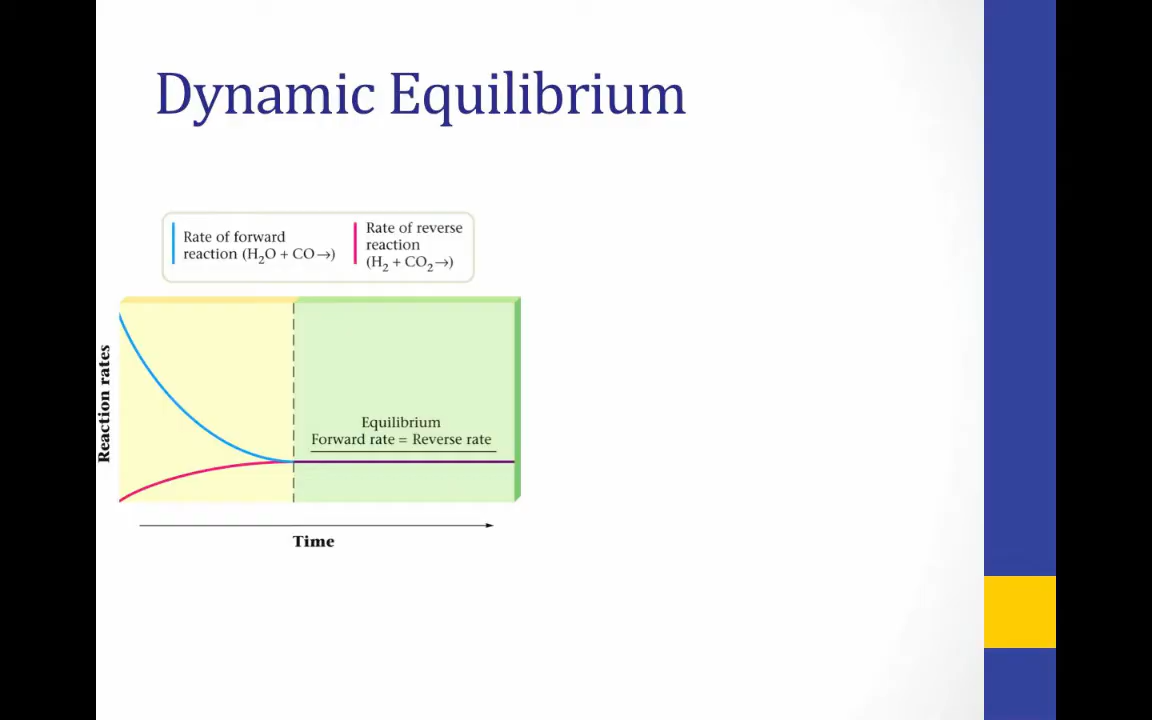 Dynamic Equilibrium
Rate of forward
reaction (H₂O + CO→)
Rate of reverse
reaction
(H₂ + CO₂→)
Reaction rates
Equilibrium
Forward rate = Reverse rate
Time